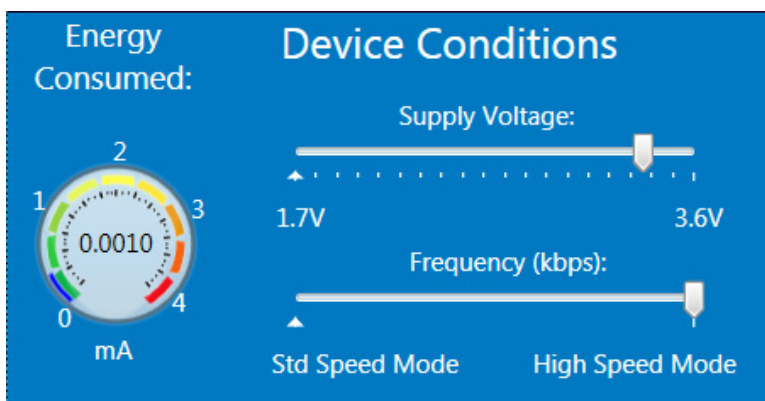 Energy
Consumed:
Device Conditions
Supply Voltage:
1.7V
3.6V
Frequency (kbps):
Std Speed Mode
High Speed Mode
2
1
3
0.0010
0
4
mA